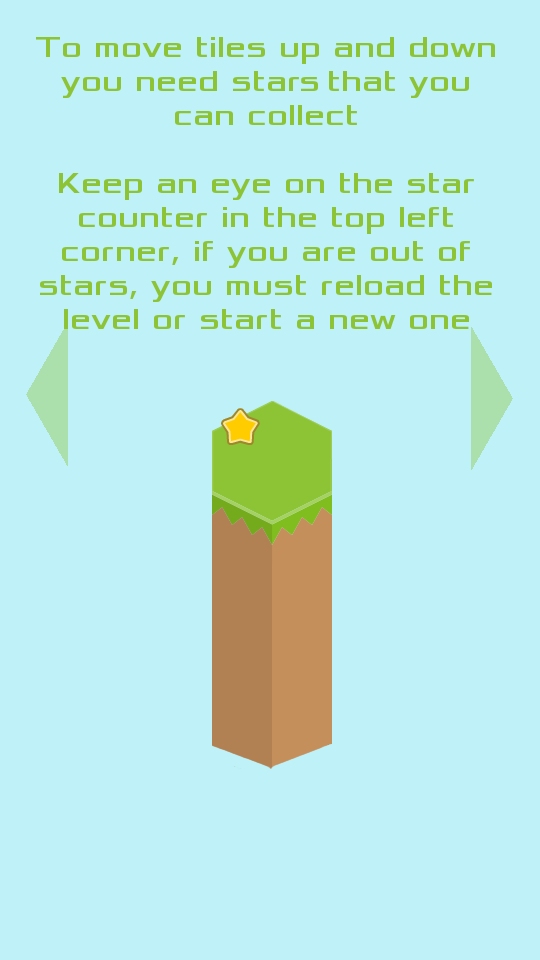 To move tiles up and down
you need stars that you
can collect
Keep an eye on the star
counter in the top left
corner, if you are out of
stars, you must reload the
level or start a new one